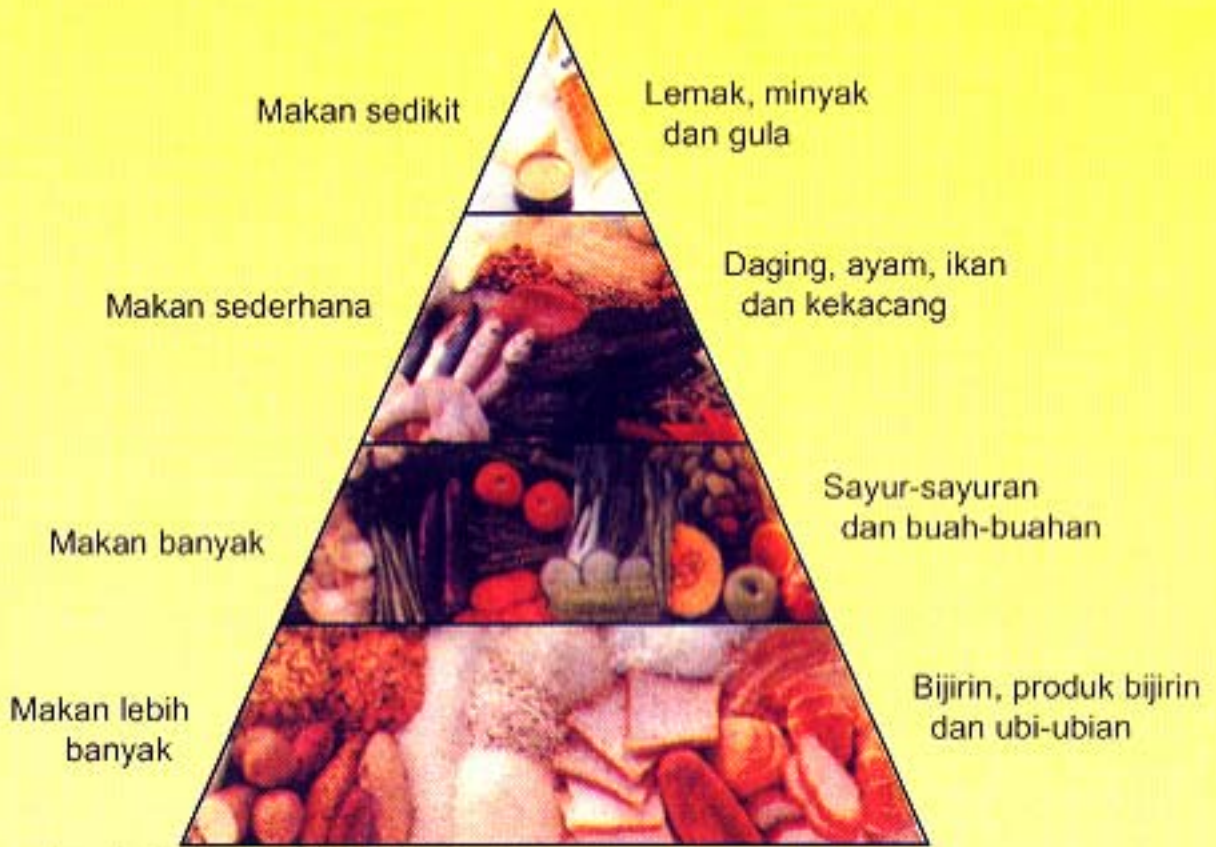 Makan sedikit
Lemak, minyak
dan gula
Makan sederhana
Daging, ayam, ikan
dan kekacang
Makan banyak
Sayur-sayuran
dan buah-buahan
Makan lebih
banyak
Bijirin, produk bijirin
dan ubi-ubian